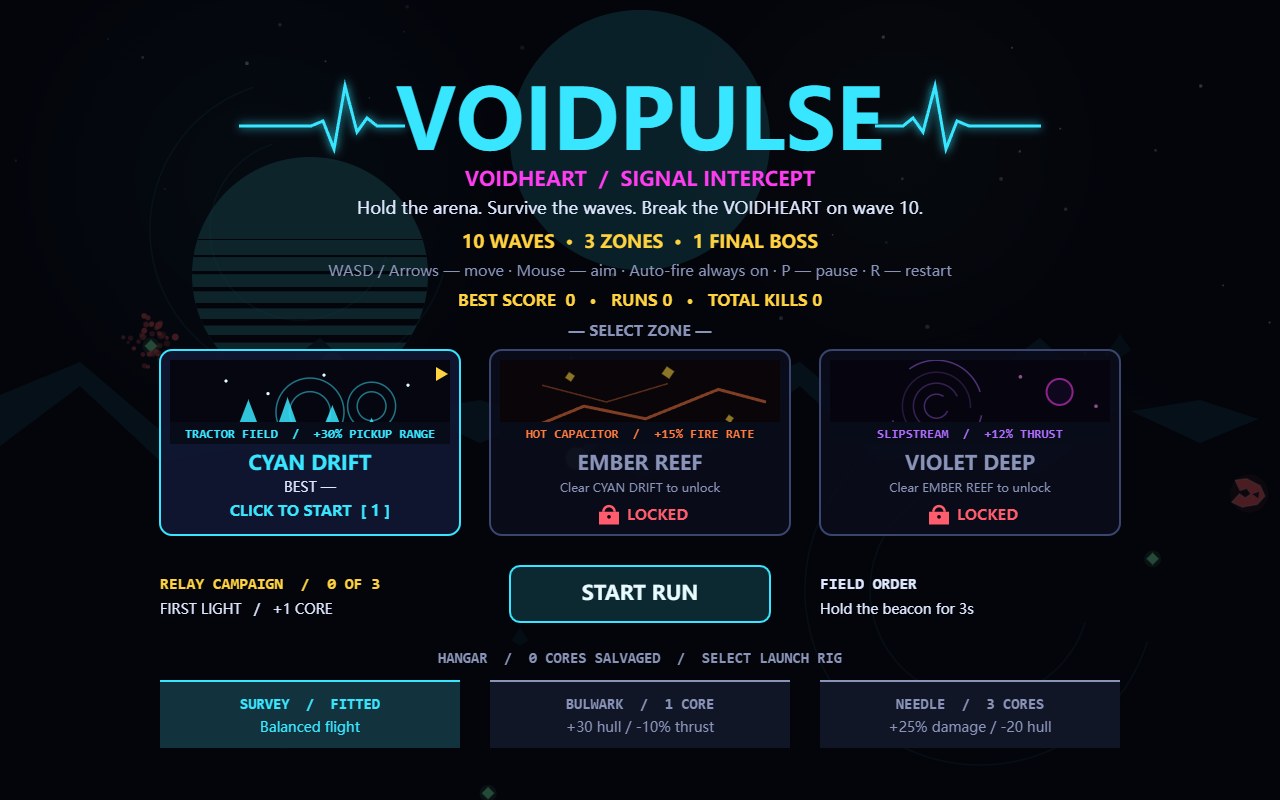 VOIDPULSE
VOIDHEART / SIGNAL INTERCEPT
Hold the arena. Survive the waves. Break the VOIDHEART on wave 10.
10 WAVES • 3 ZONES • 1 FINAL BOSS
WASD / Arrows — move · Mouse — aim · Auto-fire always on · P — pause · R — restart
BEST SCORE 0 • RUNS 0 • TOTAL KILLS 0
— SELECT ZONE —
TRACTOR FIELD / +30% PICKUP RANGE
CYAN DRIFT
BEST —
CLICK TO START [ 1 ]
HOT CAPACITOR / +15% FIRE RATE
EMBER REEF
Clear CYAN DRIFT to unlock
LOCKED
SLIPSTREAM / +12% THRUST
VIOLET DEEP
Clear EMBER REEF to unlock
LOCKED
RELAY CAMPAIGN / 0 OF 3
FIRST LIGHT / +1 CORE
START RUN
FIELD ORDER
Hold the beacon for 3s
HANGAR / 0 CORES SALVAGED / SELECT LAUNCH RIG
SURVEY / FITTED
Balanced flight
BULWARK / 1 CORE
+30 hull / -10% thrust
NEEDLE / 3 CORES
+25% damage / -20 hull